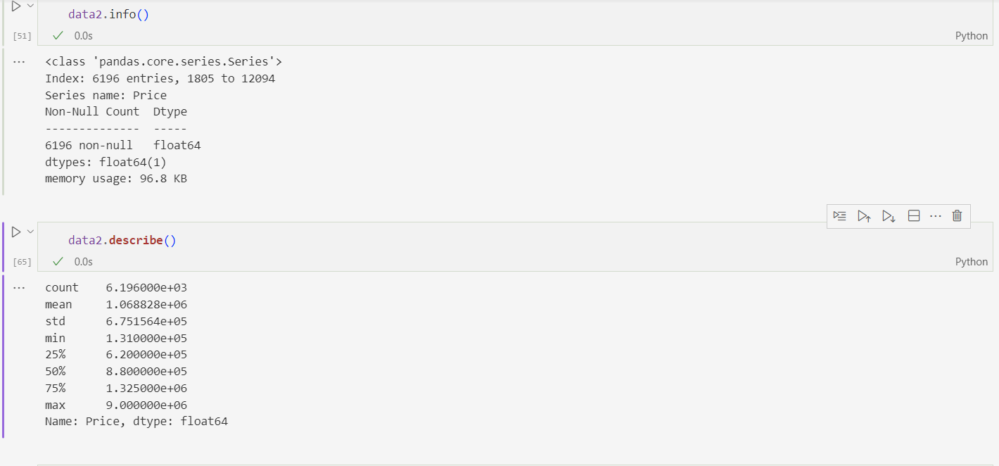 data2.info()
[51]
0.0s
Python
...
<class 'pandas.core.series.Series'>
Index: 6196 entries, 1805 to 12094
Series name: Price
Non-Null Count  Dtype
--------------  -----
6196 non-null   float64
dtypes: float64(1)
memory usage: 96.8 KB
data2.describe()
[65]
0.0s
Python
...
count    6.196000e+03
mean     1.068828e+06
std      6.751564e+05
min      1.310000e+05
25%      6.200000e+05
50%      8.800000e+05
75%      1.325000e+06
max      9.000000e+06
Name: Price, dtype: float64